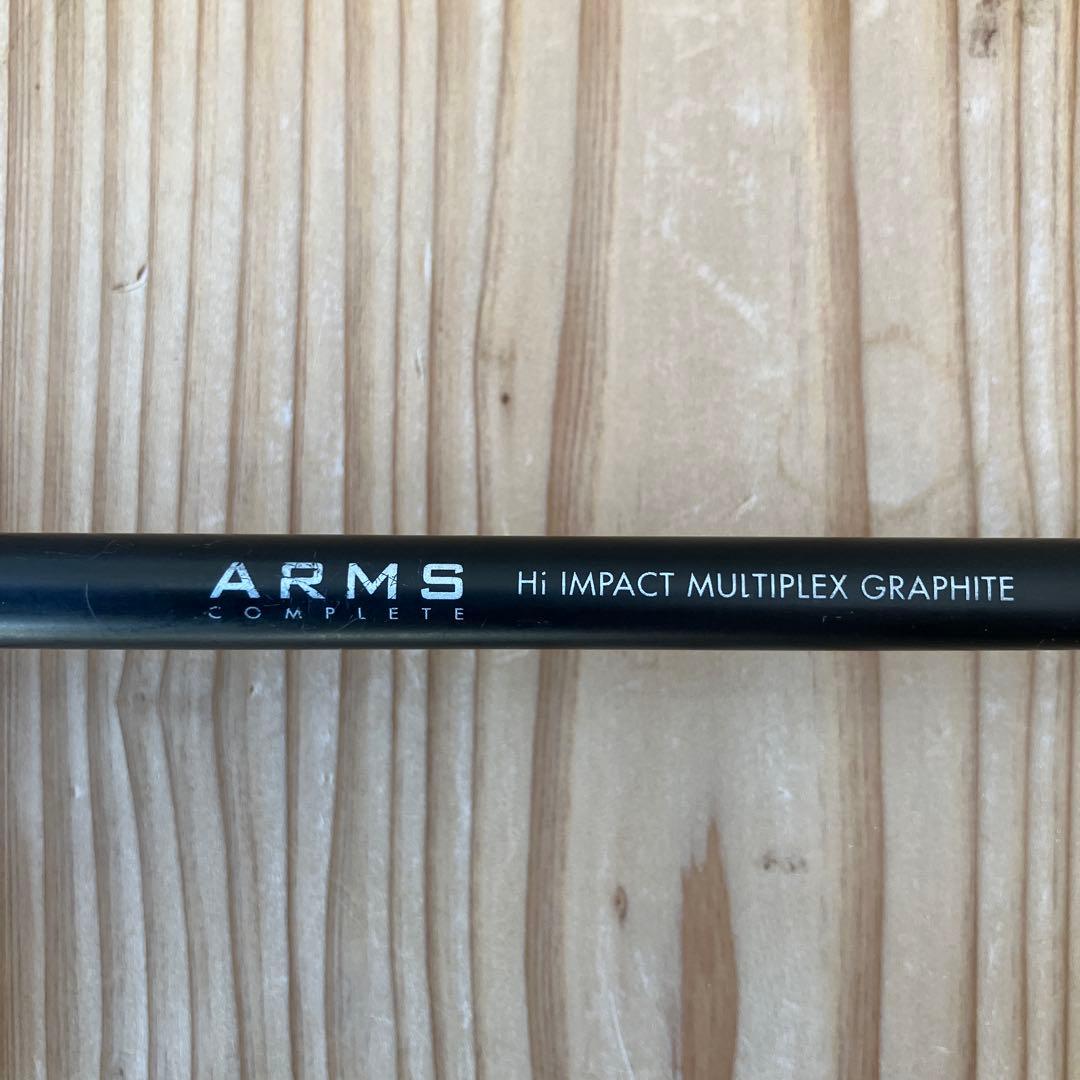 ARMS
COMPLETE
Hi IMPACT MULTIPLEX GRAPHITE